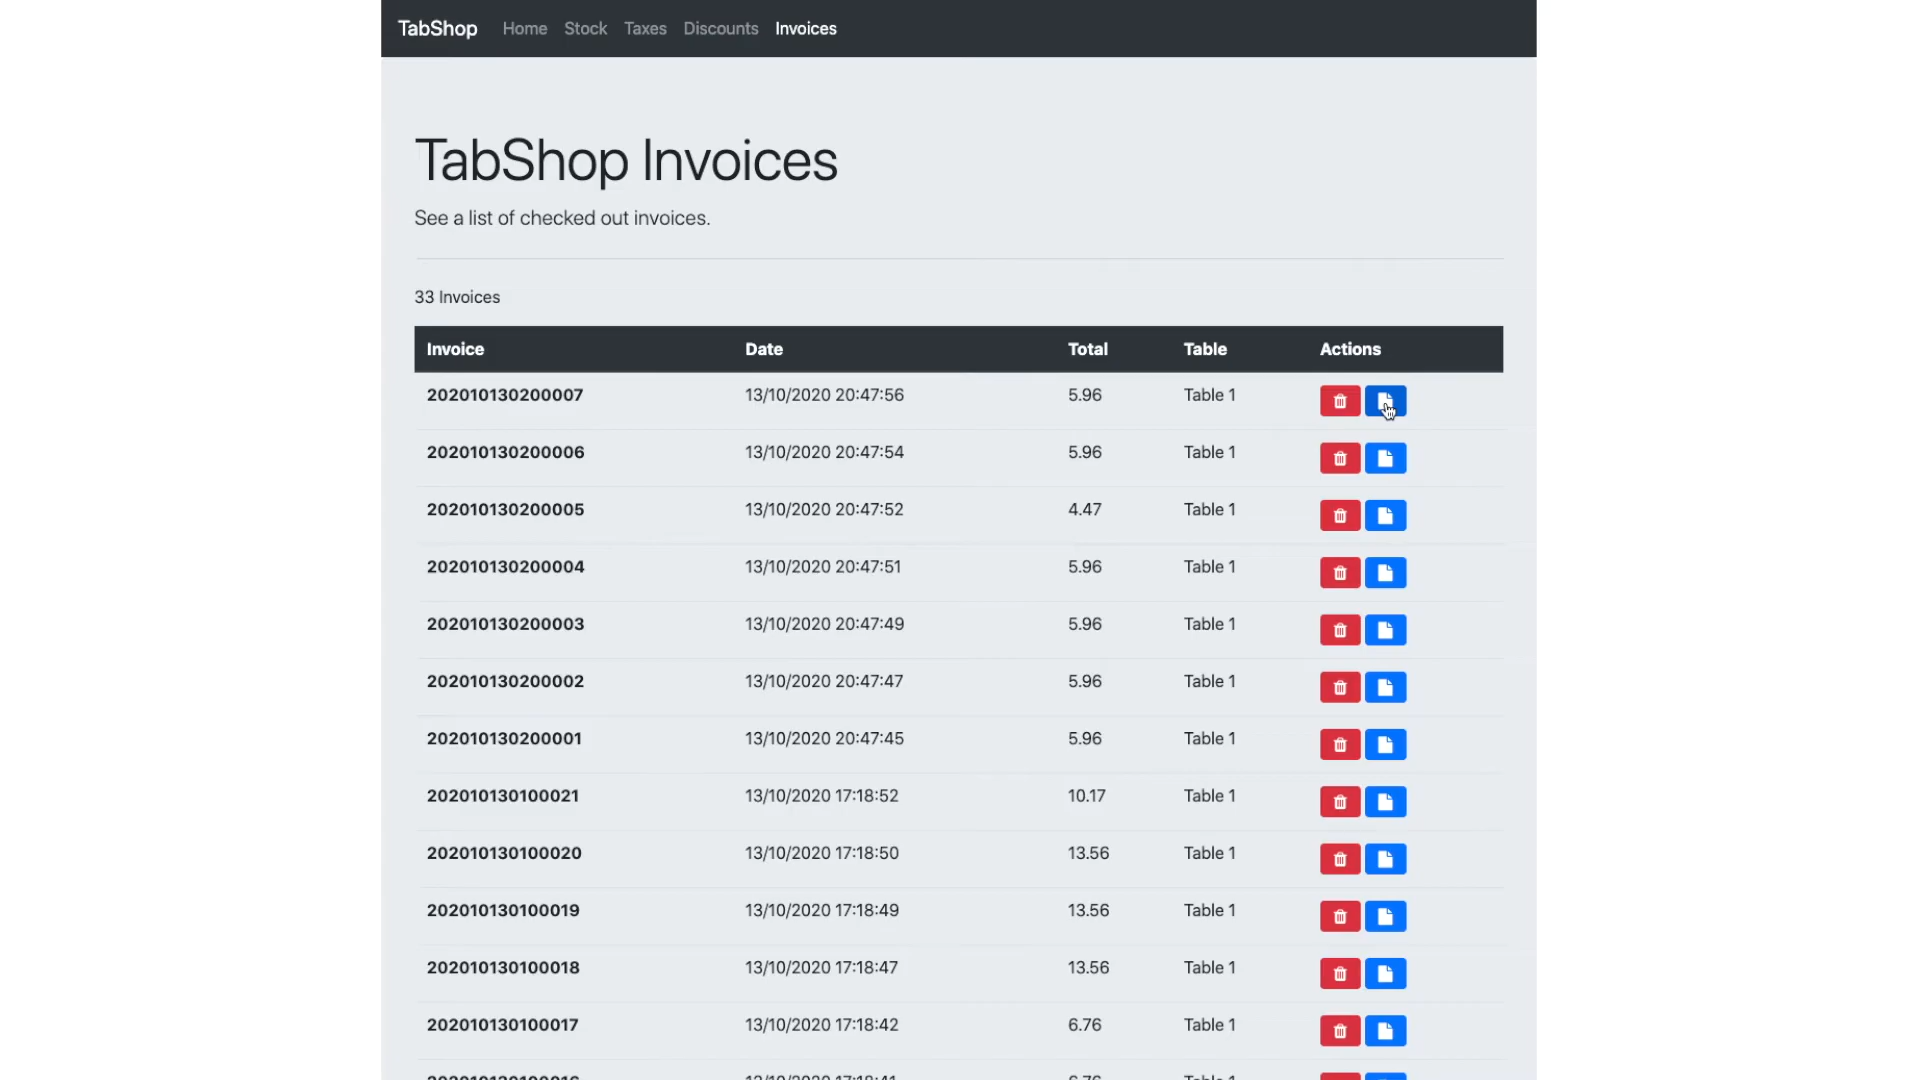 TabShop Home Stock Taxes Discounts Invoices
TabShop Invoices
See a list of checked out invoices.
33 Invoices
Invoice Date Total Table Actions
202010130200007 13/10/2020 20:47:56 5.96 Table 1
202010130200006 13/10/2020 20:47:54 5.96 Table 1
202010130200005 13/10/2020 20:47:52 4.47 Table 1
202010130200004 13/10/2020 20:47:51 5.96 Table 1
202010130200003 13/10/2020 20:47:49 5.96 Table 1
202010130200002 13/10/2020 20:47:47 5.96 Table 1
202010130200001 13/10/2020 20:47:45 5.96 Table 1
202010130100021 13/10/2020 17:18:52 10.17 Table 1
202010130100020 13/10/2020 17:18:50 13.56 Table 1
202010130100019 13/10/2020 17:18:49 13.56 Table 1
202010130100018 13/10/2020 17:18:47 13.56 Table 1
202010130100017 13/10/2020 17:18:42 6.76 Table 1